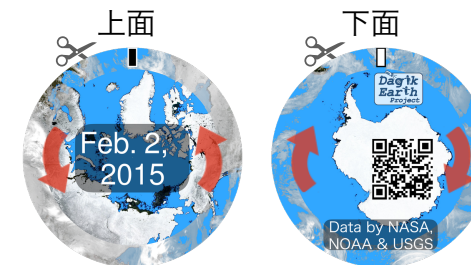 上面
下面
Feb. 2,
2015
Dagik
Earth
Project
Data by NASA,
NOAA & USGS